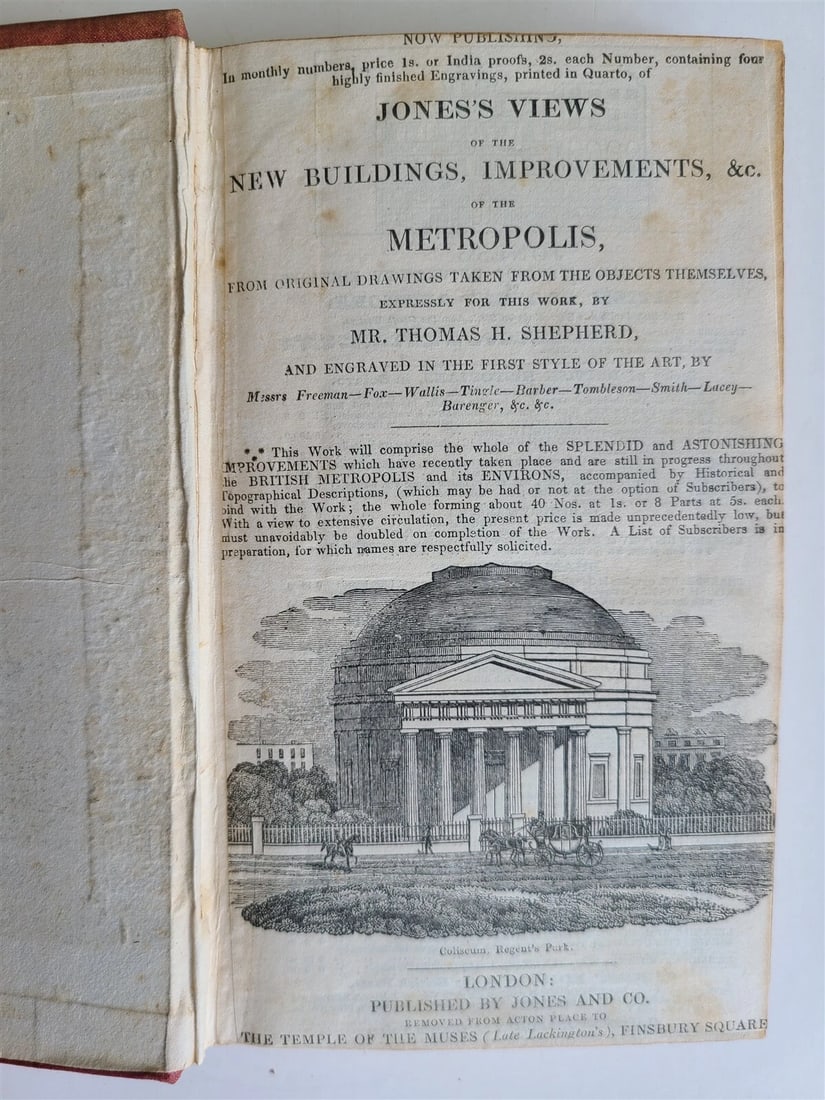 NOW PUBLISHING,
In monthly numbers, price 1s. or India proofs, 2s. each Number, containing four
highly finished Engravings, printed in Quarto, of
JONES'S VIEWS
OF THE
NEW BUILDINGS, IMPROVEMENTS, &c.
OF THE
METROPOLIS,
FROM ORIGINAL DRAWINGS TAKEN FROM THE OBJECTS THEMSELVES,
EXPRESSLY FOR THIS WORK, BY
MR. THOMAS H. SHEPHERD,
AND ENGRAVED IN THE FIRST STYLE OF THE ART, BY
Messrs Freeman—Fox—Wallis—Tingle—Barber—Tombleson—Smith—Lacey—
Barenger, &c. &c.
*** This Work will comprise the whole of the SPLENDID and ASTONISHING
IMPROVEMENTS which have recently taken place and are still in progress throughout
the BRITISH METROPOLIS and its ENVIRONS, accompanied by Historical and
Topographical Descriptions, (which may be had or not at the option of Subscribers), to
bind with the Work; the whole forming about 40 Nos. at 1s. or 8 Parts at 5s. each.
With a view to extensive circulation, the present price is made unprecedentedly low, but
must unavoidably be doubled on completion of the Work. A List of Subscribers is in
preparation, for which names are respectfully solicited.
Coliseum, Regent's Park.
LONDON:
PUBLISHED BY JONES AND CO.
REMOVED FROM ACTON PLACE TO
THE TEMPLE OF THE MUSES (Late Lackington's), FINSBURY SQUARE